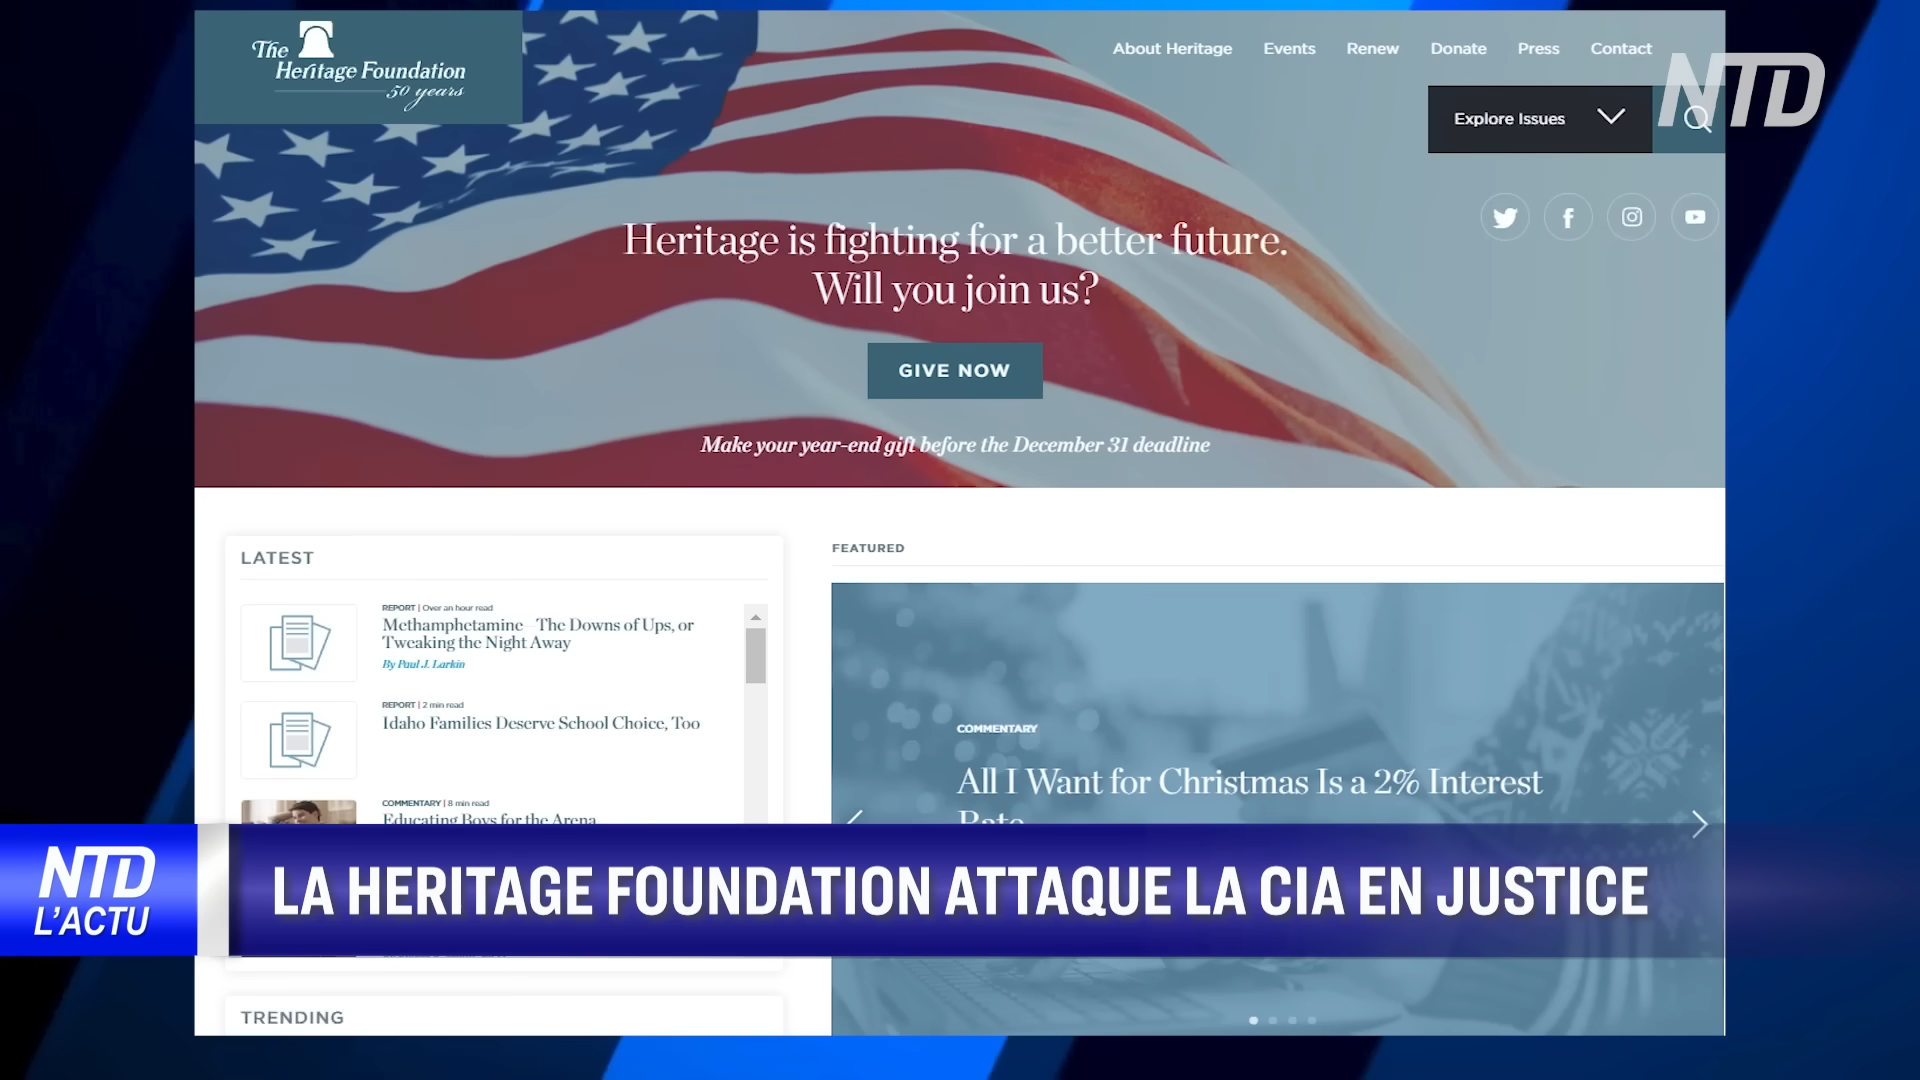 The
Heritage Foundation
50 years
About Heritage Events Renew Donate Press Contact
NTD
Explore Issues
Heritage is fighting for a better future.
Will you join us?
GIVE NOW
Make your year-end gift before the December 31 deadline
LATEST
REPORT | Over an hour read
Methamphetamine—The Downs of Ups, or
Tweaking the Night Away
By Paul J. Larkin
REPORT | 2 min read
Idaho Families Deserve School Choice, Too
COMMENTARY | 8 min read
Educating Boys for the Arena
FEATURED
COMMENTARY
All I Want for Christmas Is a 2% Interest
Rate
NTD
L'ACTU
LA HERITAGE FOUNDATION ATTAQUE LA CIA EN JUSTICE
TRENDING